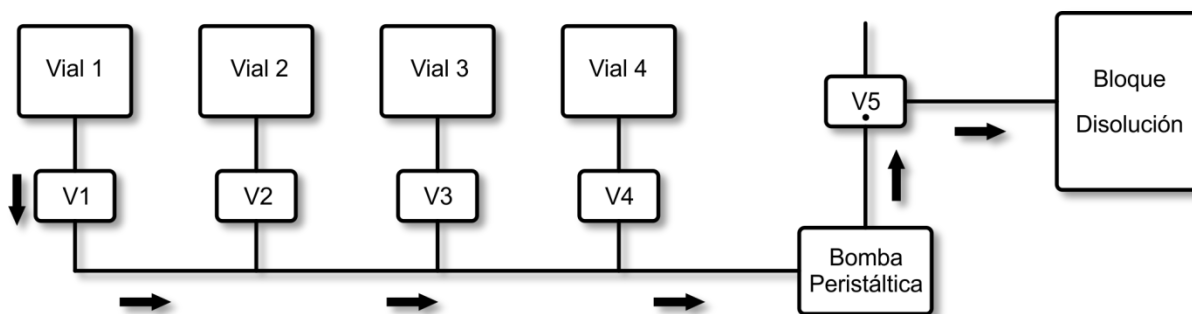 Vial 1
Vial 2
Vial 3
Vial 4
V5
Bloque
Disolución
V1
V2
V3
V4
Bomba
Peristáltica